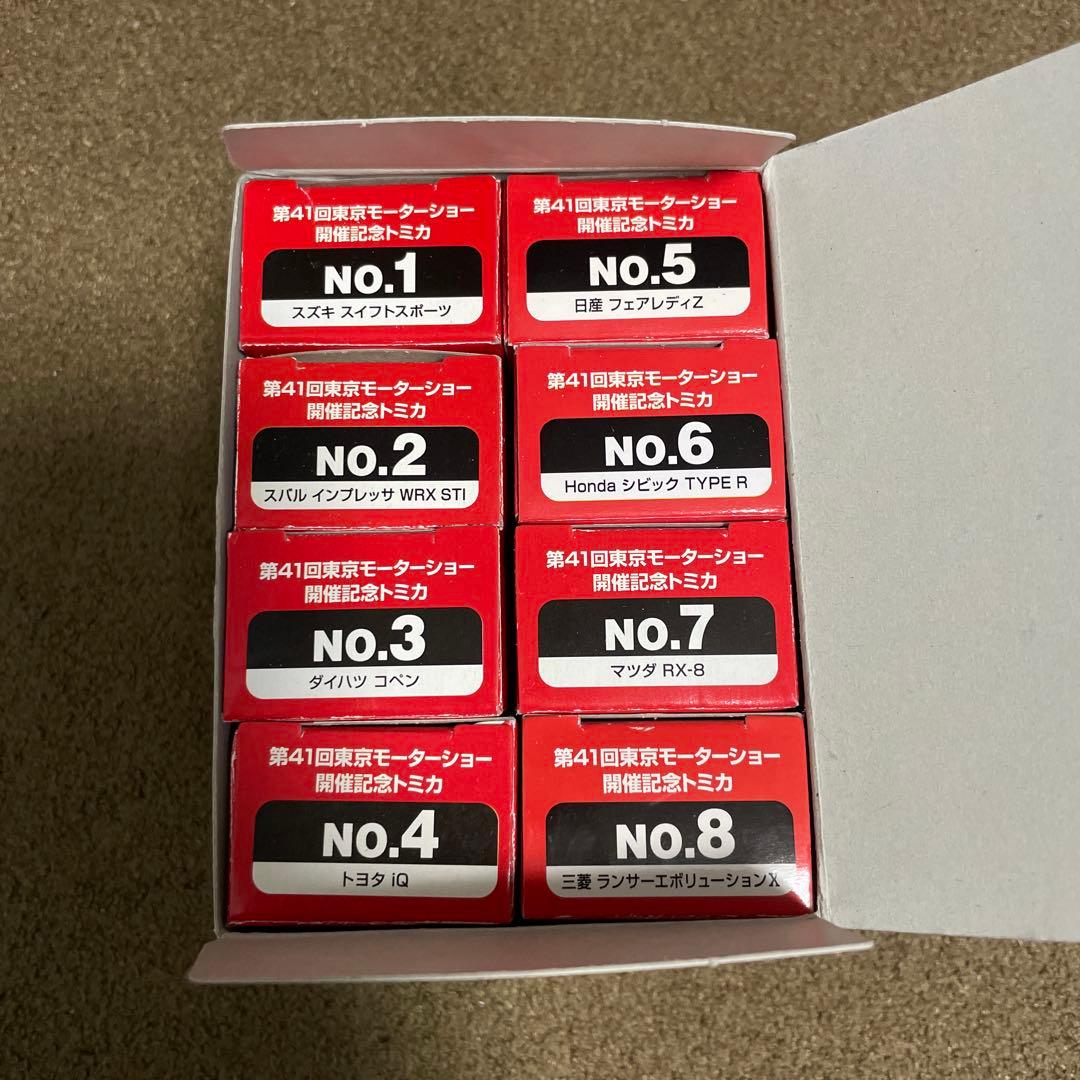 第41回東京モーターショー
開催記念トミカ
NO.1
スズキ スイフトスポーツ
第41回東京モーターショー
開催記念トミカ
NO.2
スバル インプレッサ WRX STI
第41回東京モーターショー
開催記念トミカ
NO.3
ダイハツ コペン
第41回東京モーターショー
開催記念トミカ
NO.4
トヨタ iQ
第41回東京モーターショー
開催記念トミカ
NO.5
日産 フェアレディZ
第41回東京モーターショー
開催記念トミカ
NO.6
Honda シビック TYPE R
第41回東京モーターショー
開催記念トミカ
NO.7
マツダ RX-8
第41回東京モーターショー
開催記念トミカ
NO.8
三菱 ランサーエボリューションX